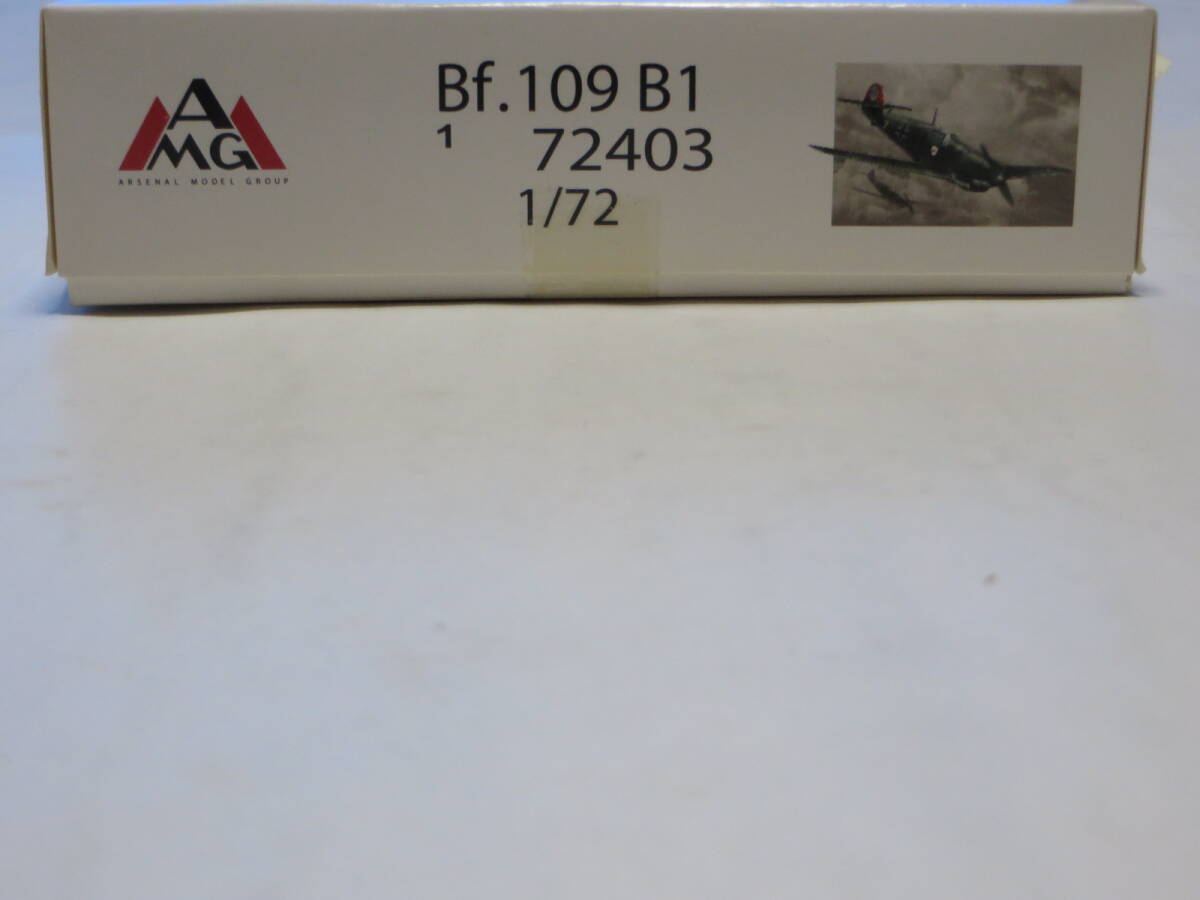 AMG
ARSENAL MODEL GROUP
Bf.109 B1
¹ 72403
1/72